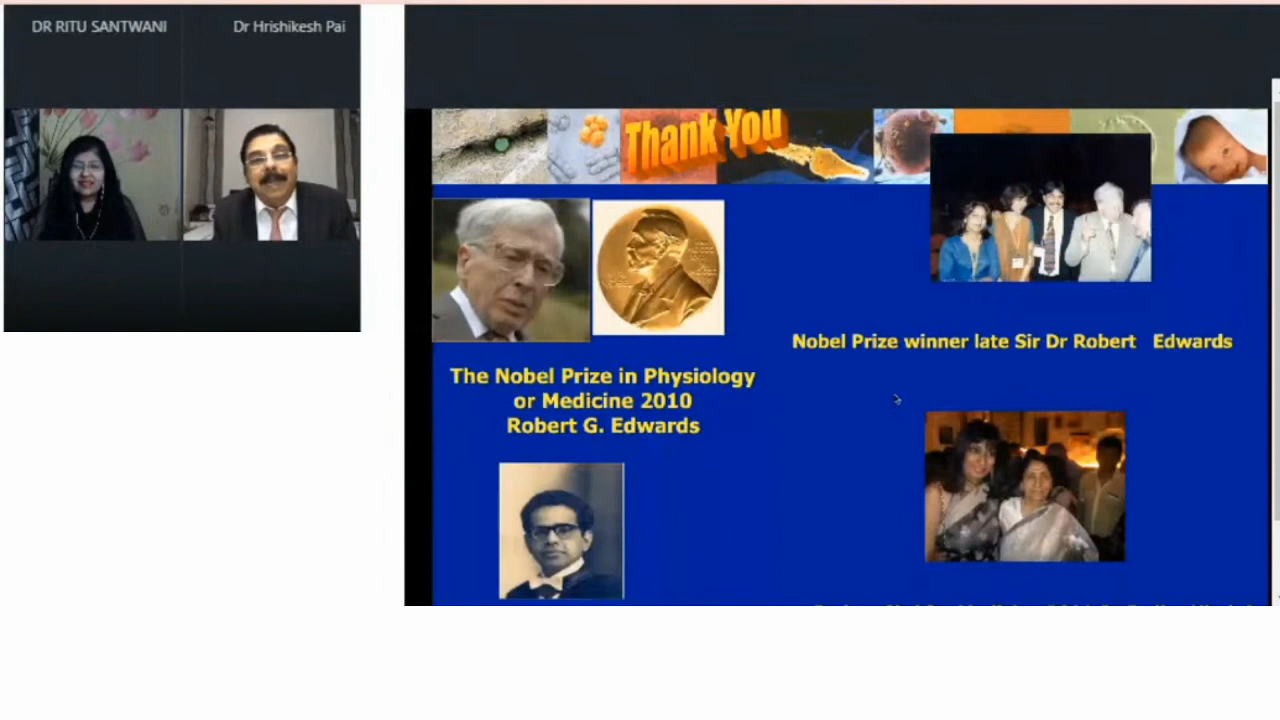 DR RITU SANTWANI
Dr Hrishikesh Pai
Thank You
Nobel Prize winner late Sir Dr Robert Edwards
The Nobel Prize in Physiology
or Medicine 2010
Robert G. Edwards